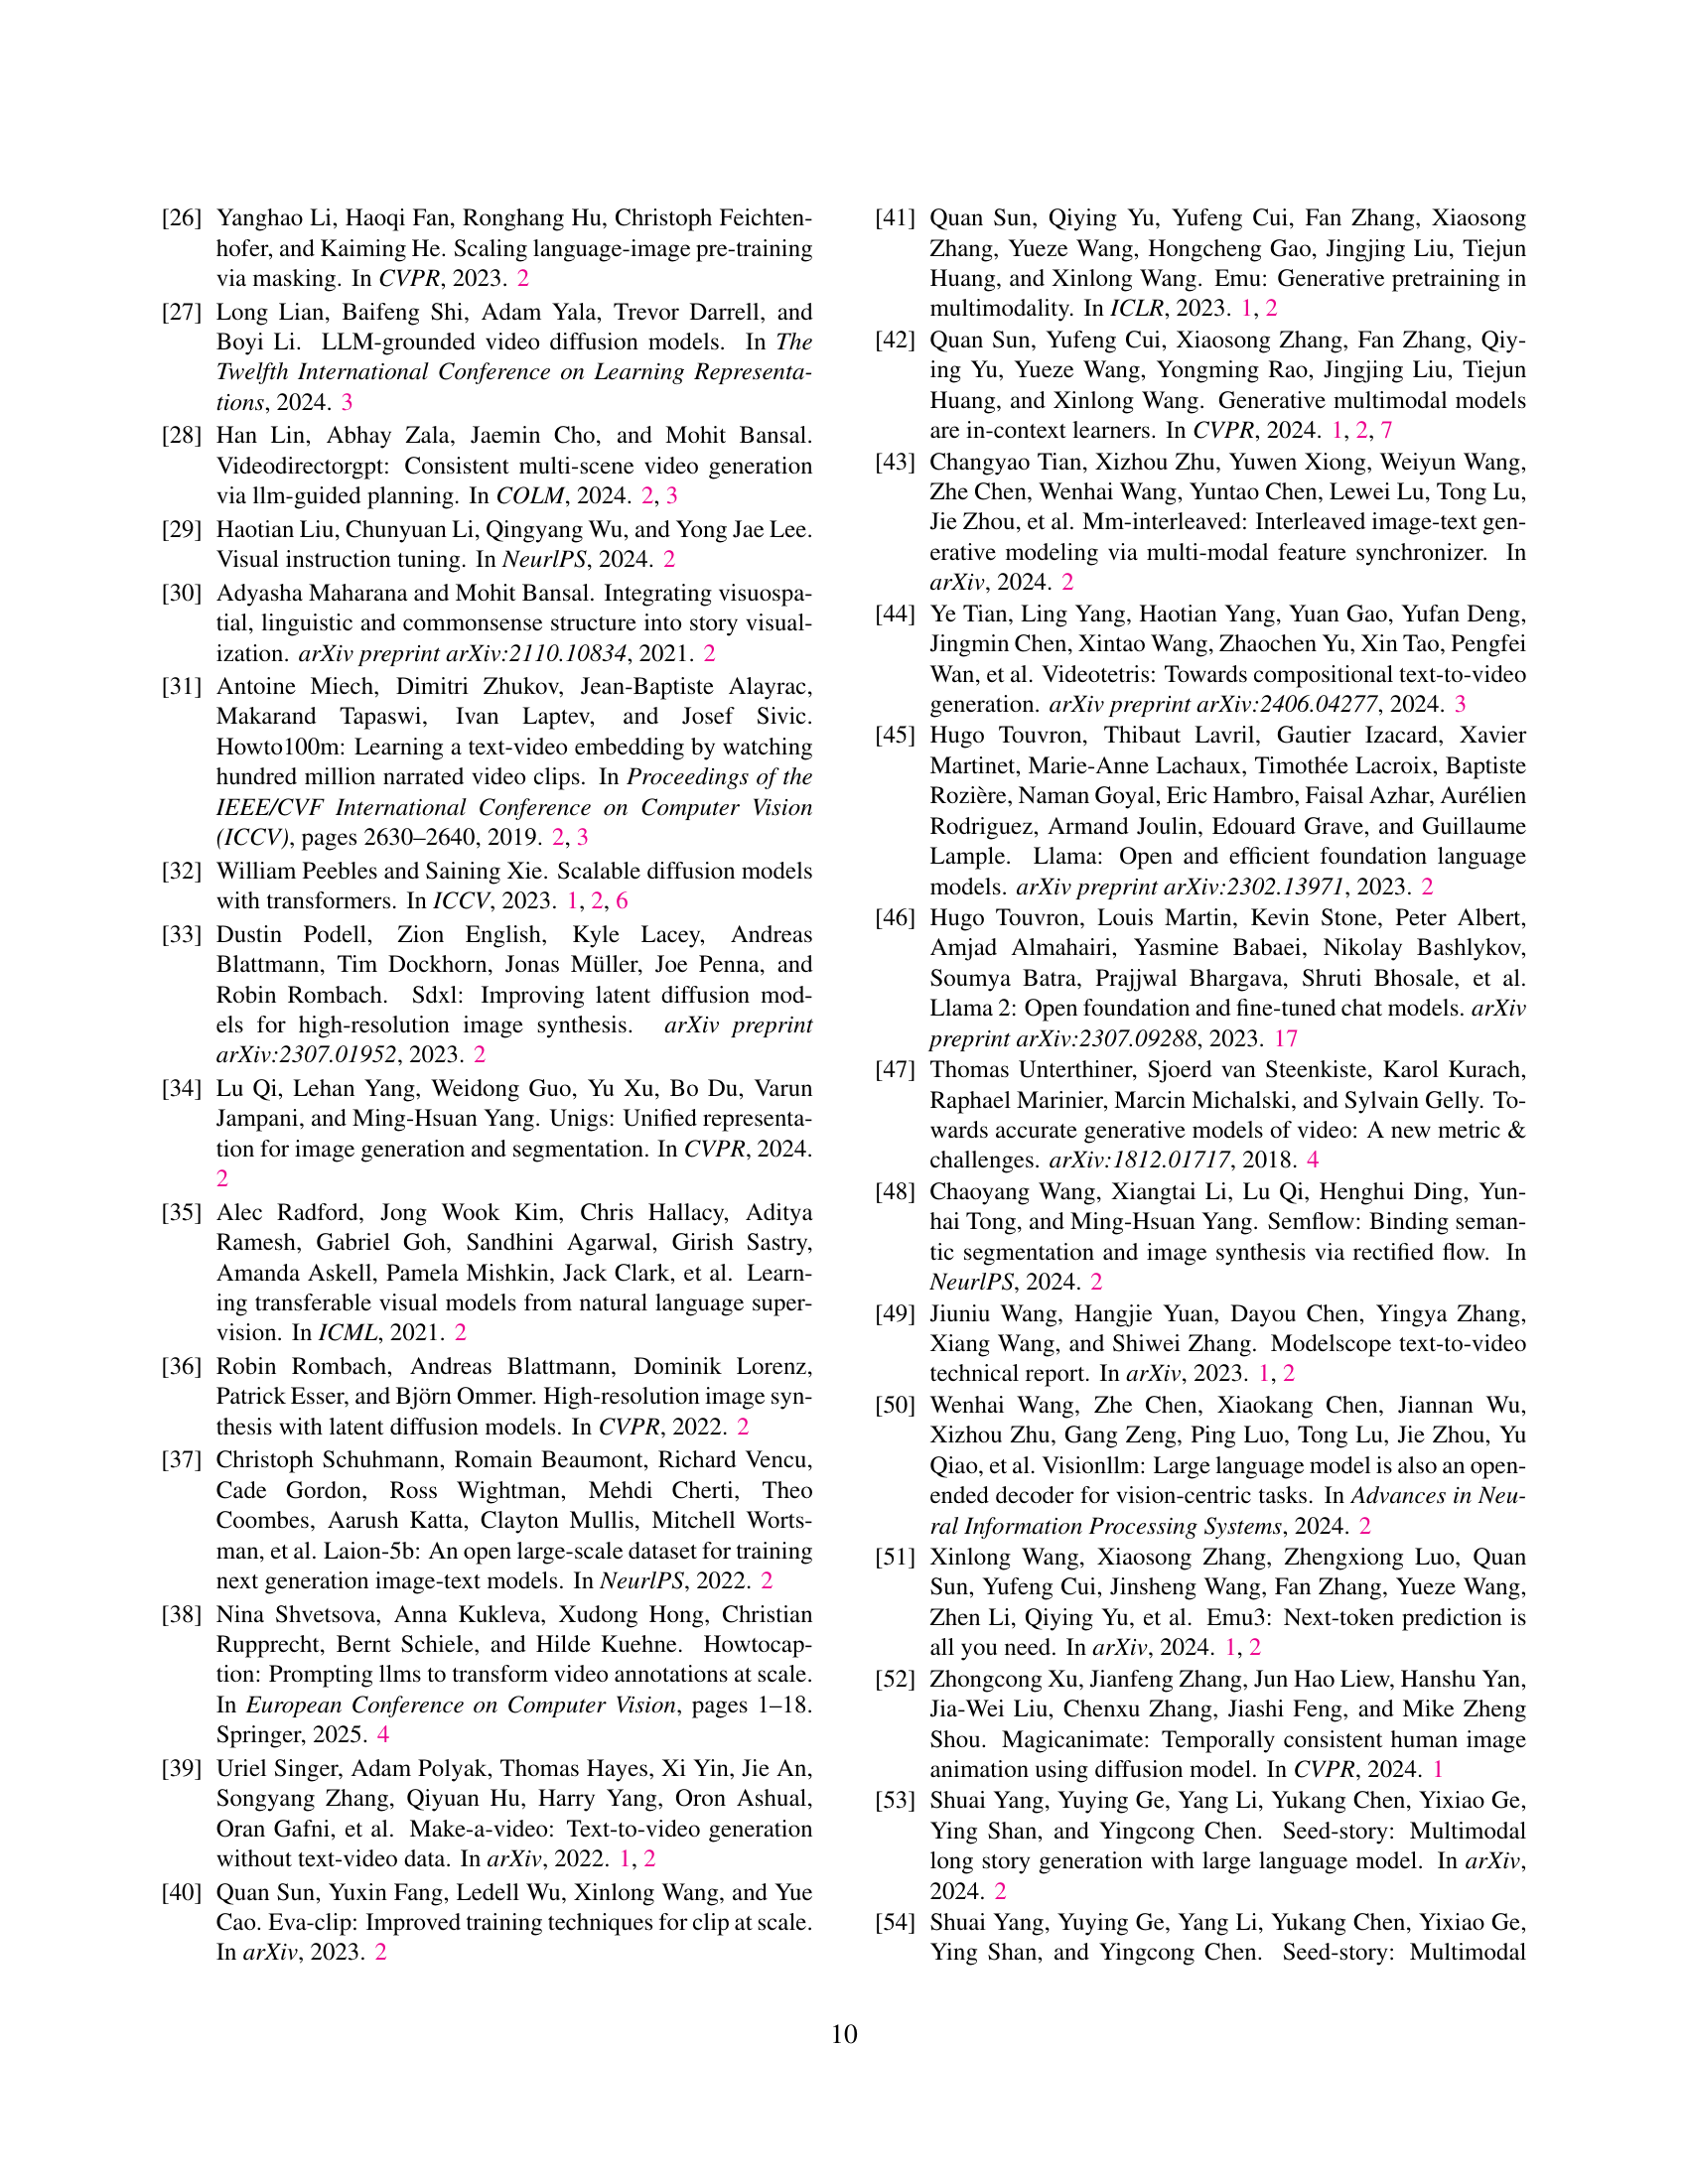 [26] Yanghao Li, Haoqi Fan, Ronghang Hu, Christoph Feichten-
hofer, and Kaiming He. Scaling language-image pre-training
via masking. In CVPR, 2023. 2
[27] Long Lian, Baifeng Shi, Adam Yala, Trevor Darrell, and
Boyi Li. LLM-grounded video diffusion models. In The
Twelfth International Conference on Learning Representa-
tions, 2024. 3
[28] Han Lin, Abhay Zala, Jaemin Cho, and Mohit Bansal.
Videodirectorgpt: Consistent multi-scene video generation
via llm-guided planning. In COLM, 2024. 2, 3
[29] Haotian Liu, Chunyuan Li, Qingyang Wu, and Yong Jae Lee.
Visual instruction tuning. In NeurlPS, 2024. 2
[30] Adyasha Maharana and Mohit Bansal. Integrating visuospa-
tial, linguistic and commonsense structure into story visual-
ization. arXiv preprint arXiv:2110.10834, 2021. 2
[31] Antoine Miech, Dimitri Zhukov, Jean-Baptiste Alayrac,
Makarand Tapaswi, Ivan Laptev, and Josef Sivic.
Howto100m: Learning a text-video embedding by watching
hundred million narrated video clips. In Proceedings of the
IEEE/CVF International Conference on Computer Vision
(ICCV), pages 2630–2640, 2019. 2, 3
[32] William Peebles and Saining Xie. Scalable diffusion models
with transformers. In ICCV, 2023. 1, 2, 6
[33] Dustin Podell, Zion English, Kyle Lacey, Andreas
Blattmann, Tim Dockhorn, Jonas Müller, Joe Penna, and
Robin Rombach. Sdxl: Improving latent diffusion mod-
els for high-resolution image synthesis. arXiv preprint
arXiv:2307.01952, 2023. 2
[34] Lu Qi, Lehan Yang, Weidong Guo, Yu Xu, Bo Du, Varun
Jampani, and Ming-Hsuan Yang. Unigs: Unified representa-
tion for image generation and segmentation. In CVPR, 2024.
2
[35] Alec Radford, Jong Wook Kim, Chris Hallacy, Aditya
Ramesh, Gabriel Goh, Sandhini Agarwal, Girish Sastry,
Amanda Askell, Pamela Mishkin, Jack Clark, et al. Learn-
ing transferable visual models from natural language super-
vision. In ICML, 2021. 2
[36] Robin Rombach, Andreas Blattmann, Dominik Lorenz,
Patrick Esser, and Björn Ommer. High-resolution image syn-
thesis with latent diffusion models. In CVPR, 2022. 2
[37] Christoph Schuhmann, Romain Beaumont, Richard Vencu,
Cade Gordon, Ross Wightman, Mehdi Cherti, Theo
Coombes, Aarush Katta, Clayton Mullis, Mitchell Worts-
man, et al. Laion-5b: An open large-scale dataset for training
next generation image-text models. In NeurlPS, 2022. 2
[38] Nina Shvetsova, Anna Kukleva, Xudong Hong, Christian
Rupprecht, Bernt Schiele, and Hilde Kuehne. Howtocap-
tion: Prompting llms to transform video annotations at scale.
In European Conference on Computer Vision, pages 1–18.
Springer, 2025. 4
[39] Uriel Singer, Adam Polyak, Thomas Hayes, Xi Yin, Jie An,
Songyang Zhang, Qiyuan Hu, Harry Yang, Oron Ashual,
Oran Gafni, et al. Make-a-video: Text-to-video generation
without text-video data. In arXiv, 2022. 1, 2
[40] Quan Sun, Yuxin Fang, Ledell Wu, Xinlong Wang, and Yue
Cao. Eva-clip: Improved training techniques for clip at scale.
In arXiv, 2023. 2
[41] Quan Sun, Qiying Yu, Yufeng Cui, Fan Zhang, Xiaosong
Zhang, Yueze Wang, Hongcheng Gao, Jingjing Liu, Tiejun
Huang, and Xinlong Wang. Emu: Generative pretraining in
multimodality. In ICLR, 2023. 1, 2
[42] Quan Sun, Yufeng Cui, Xiaosong Zhang, Fan Zhang, Qiy-
ing Yu, Yueze Wang, Yongming Rao, Jingjing Liu, Tiejun
Huang, and Xinlong Wang. Generative multimodal models
are in-context learners. In CVPR, 2024. 1, 2, 7
[43] Changyao Tian, Xizhou Zhu, Yuwen Xiong, Weiyun Wang,
Zhe Chen, Wenhai Wang, Yuntao Chen, Lewei Lu, Tong Lu,
Jie Zhou, et al. Mm-interleaved: Interleaved image-text gen-
erative modeling via multi-modal feature synchronizer. In
arXiv, 2024. 2
[44] Ye Tian, Ling Yang, Haotian Yang, Yuan Gao, Yufan Deng,
Jingmin Chen, Xintao Wang, Zhaochen Yu, Xin Tao, Pengfei
Wan, et al. Videotetris: Towards compositional text-to-video
generation. arXiv preprint arXiv:2406.04277, 2024. 3
[45] Hugo Touvron, Thibaut Lavril, Gautier Izacard, Xavier
Martinet, Marie-Anne Lachaux, Timothée Lacroix, Baptiste
Rozière, Naman Goyal, Eric Hambro, Faisal Azhar, Aurélien
Rodriguez, Armand Joulin, Edouard Grave, and Guillaume
Lample. Llama: Open and efficient foundation language
models. arXiv preprint arXiv:2302.13971, 2023. 2
[46] Hugo Touvron, Louis Martin, Kevin Stone, Peter Albert,
Amjad Almahairi, Yasmine Babaei, Nikolay Bashlykov,
Soumya Batra, Prajjwal Bhargava, Shruti Bhosale, et al.
Llama 2: Open foundation and fine-tuned chat models. arXiv
preprint arXiv:2307.09288, 2023. 17
[47] Thomas Unterthiner, Sjoerd van Steenkiste, Karol Kurach,
Raphael Marinier, Marcin Michalski, and Sylvain Gelly. To-
wards accurate generative models of video: A new metric &
challenges. arXiv:1812.01717, 2018. 4
[48] Chaoyang Wang, Xiangtai Li, Lu Qi, Henghui Ding, Yun-
hai Tong, and Ming-Hsuan Yang. Semflow: Binding seman-
tic segmentation and image synthesis via rectified flow. In
NeurlPS, 2024. 2
[49] Jiuniu Wang, Hangjie Yuan, Dayou Chen, Yingya Zhang,
Xiang Wang, and Shiwei Zhang. Modelscope text-to-video
technical report. In arXiv, 2023. 1, 2
[50] Wenhai Wang, Zhe Chen, Xiaokang Chen, Jiannan Wu,
Xizhou Zhu, Gang Zeng, Ping Luo, Tong Lu, Jie Zhou, Yu
Qiao, et al. Visionllm: Large language model is also an open-
ended decoder for vision-centric tasks. In Advances in Neu-
ral Information Processing Systems, 2024. 2
[51] Xinlong Wang, Xiaosong Zhang, Zhengxiong Luo, Quan
Sun, Yufeng Cui, Jinsheng Wang, Fan Zhang, Yueze Wang,
Zhen Li, Qiying Yu, et al. Emu3: Next-token prediction is
all you need. In arXiv, 2024. 1, 2
[52] Zhongcong Xu, Jianfeng Zhang, Jun Hao Liew, Hanshu Yan,
Jia-Wei Liu, Chenxu Zhang, Jiashi Feng, and Mike Zheng
Shou. Magicanimate: Temporally consistent human image
animation using diffusion model. In CVPR, 2024. 1
[53] Shuai Yang, Yuying Ge, Yang Li, Yukang Chen, Yixiao Ge,
Ying Shan, and Yingcong Chen. Seed-story: Multimodal
long story generation with large language model. In arXiv,
2024. 2
[54] Shuai Yang, Yuying Ge, Yang Li, Yukang Chen, Yixiao Ge,
Ying Shan, and Yingcong Chen. Seed-story: Multimodal
10